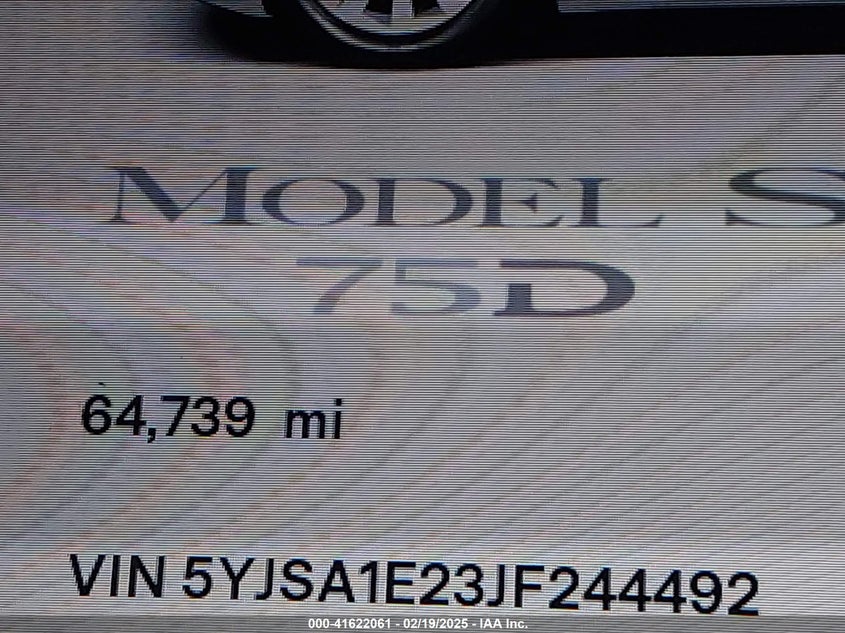 MODEL S
75D
64,739 mi
VIN 5YJSA1E23JF244492
000-41622061 - 02/19/2025 - IAA Inc.